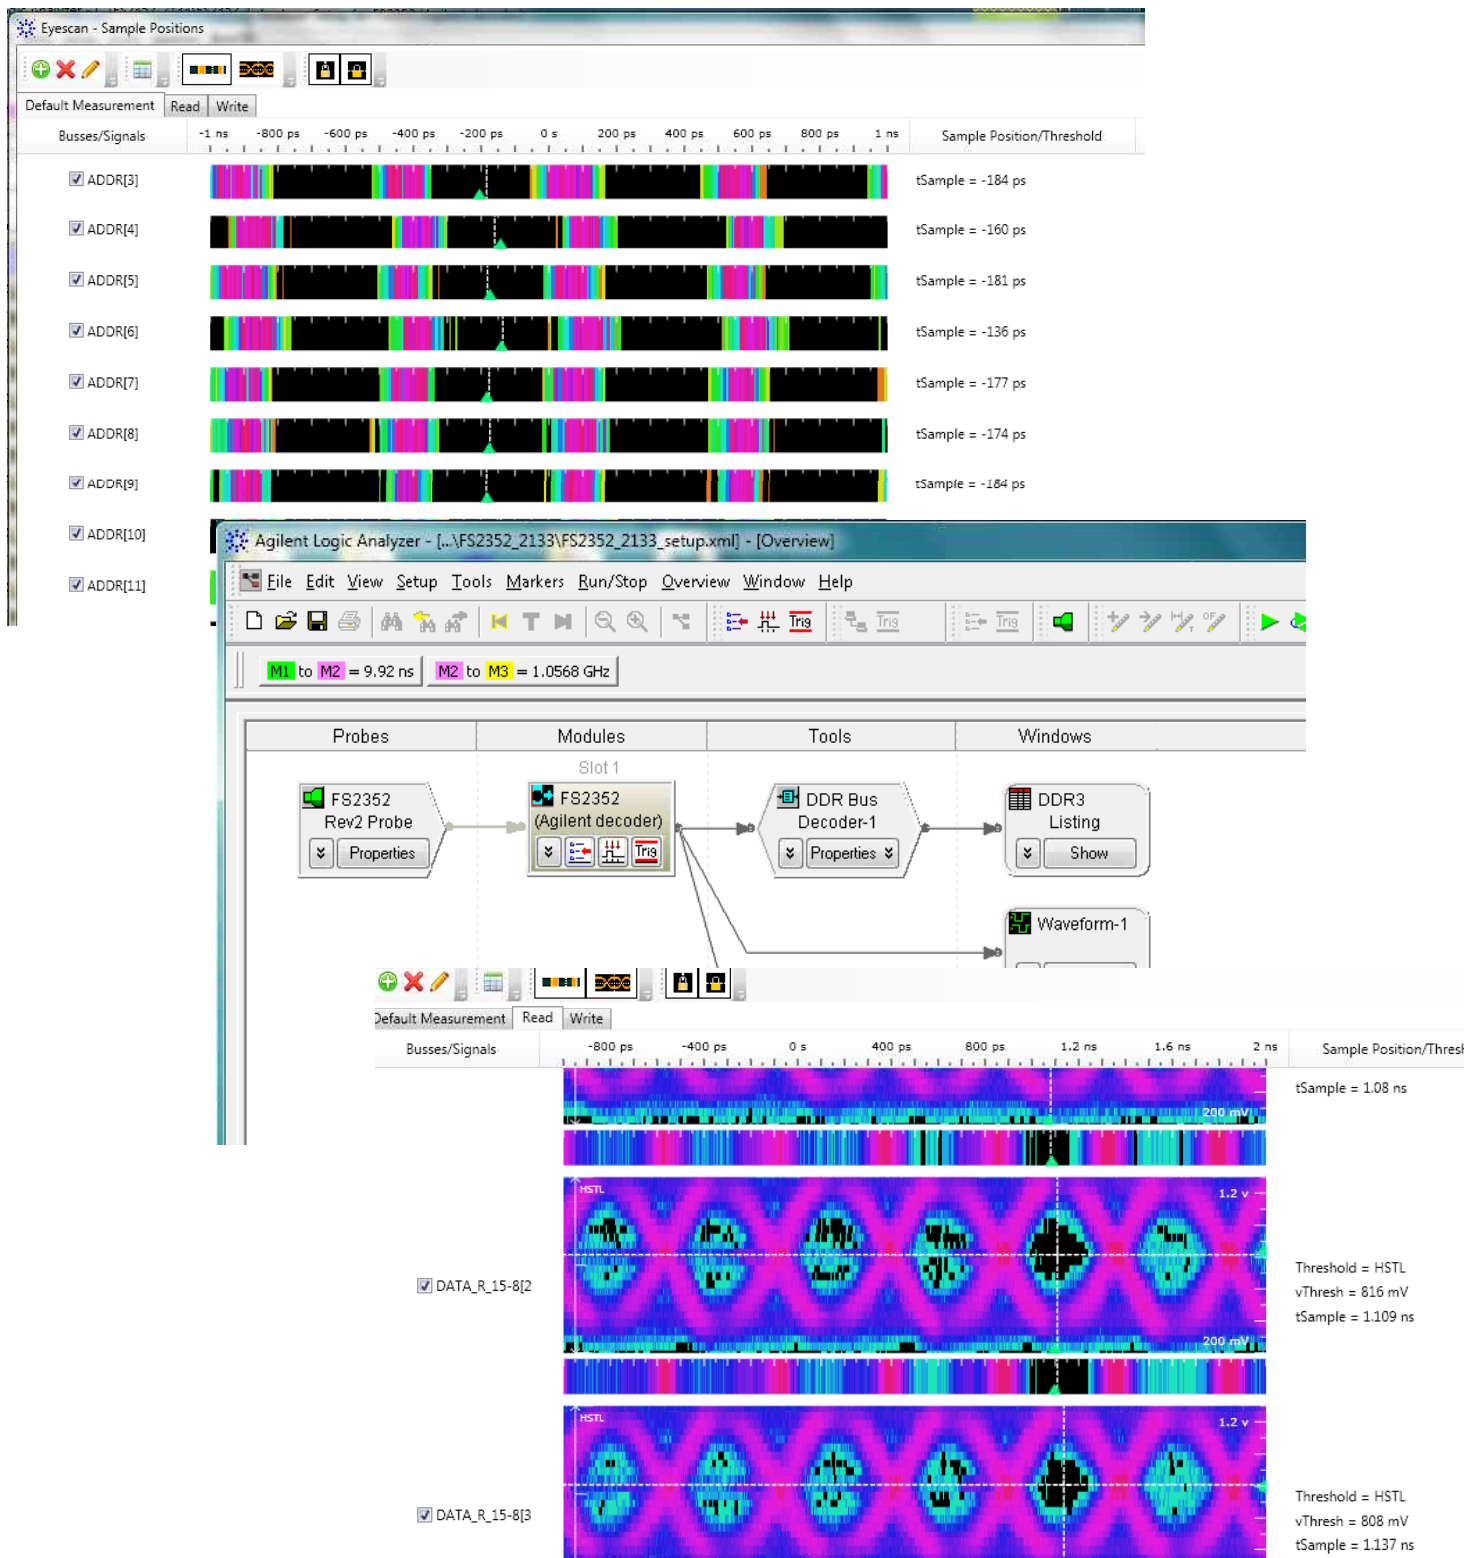 Eyescan - Sample Positions
Default Measurement Read Write
Busses/Signals -1 ns -800 ps -600 ps -400 ps -200 ps 0 s 200 ps 400 ps 600 ps 800 ps 1 ns Sample Position/Threshold
ADDR[3] tSample = -184 ps
ADDR[4] tSample = -160 ps
ADDR[5] tSample = -181 ps
ADDR[6] tSample = -136 ps
ADDR[7] tSample = -177 ps
ADDR[8] tSample = -174 ps
ADDR[9] tSample = -184 ps
ADDR[10]
ADDR[11]
Agilent Logic Analyzer - [...\FS2352_2133\FS2352_2133_setup.xml] - [Overview]
File Edit View Setup Tools Markers Run/Stop Overview Window Help
T Trig Trig Trig
M1 to M2 = 9.92 ns M2 to M3 = 1.0568 GHz
Probes Modules Tools Windows
Slot 1
FS2352 FS2352 DDR Bus DDR3
Rev2 Probe (Agilent decoder) Decoder-1 Listing
Properties Trig Properties Show
Waveform-1
Default Measurement Read Write
Busses/Signals -800 ps -400 ps 0 s 400 ps 800 ps 1.2 ns 1.6 ns 2 ns Sample Position/Thresh
tSample = 1.08 ns
200 mV
HSTL 1.2 v
DATA_R_15-8[2 Threshold = HSTL
vThresh = 816 mV
tSample = 1.109 ns
200 mV
HSTL 1.2 v
DATA_R_15-8[3 Threshold = HSTL
vThresh = 808 mV
tSample = 1.137 ns